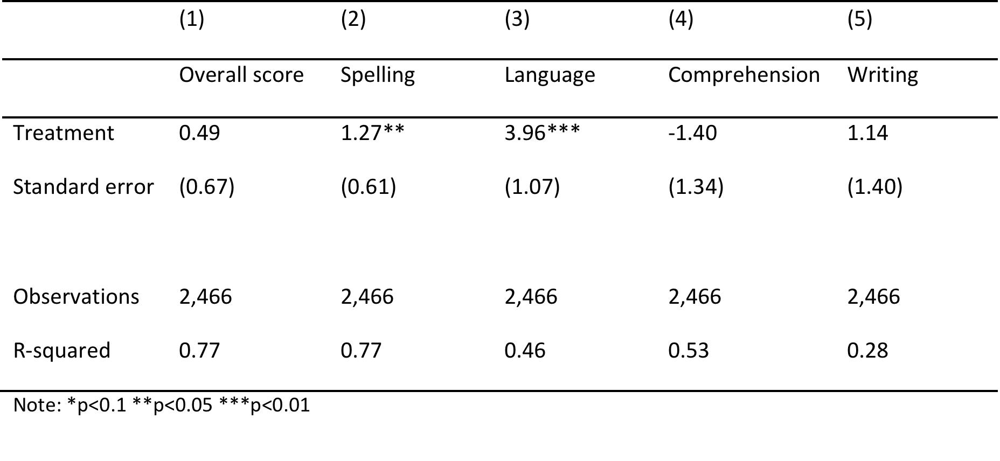 (1) (2) (3) (4) (5)
Overall score Spelling Language Comprehension Writing
Treatment 0.49 1.27** 3.96*** -1.40 1.14
Standard error (0.67) (0.61) (1.07) (1.34) (1.40)
Observations 2,466 2,466 2,466 2,466 2,466
R-squared 0.77 0.77 0.46 0.53 0.28
Note: *p<0.1 **p<0.05 ***p<0.01